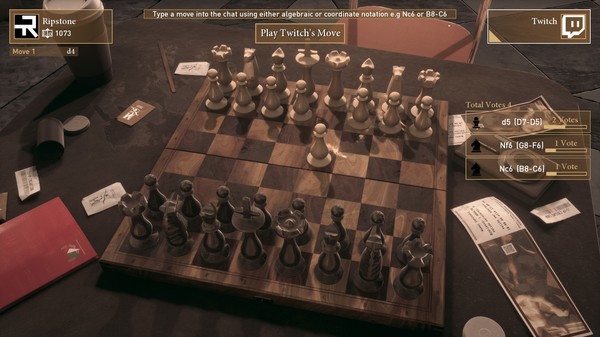 Type a move into the chat using either algebraic or coordinate notation e.g Nc6 or B8-C6
Ripstone
1073
Move 1 d4
Play Twitch's Move
Twitch
Total Votes 4
d5 (D7-D5) 2 Votes
Nf6 (G8-F6) 1 Vote
Nc6 (B8-C6) 1 Vote